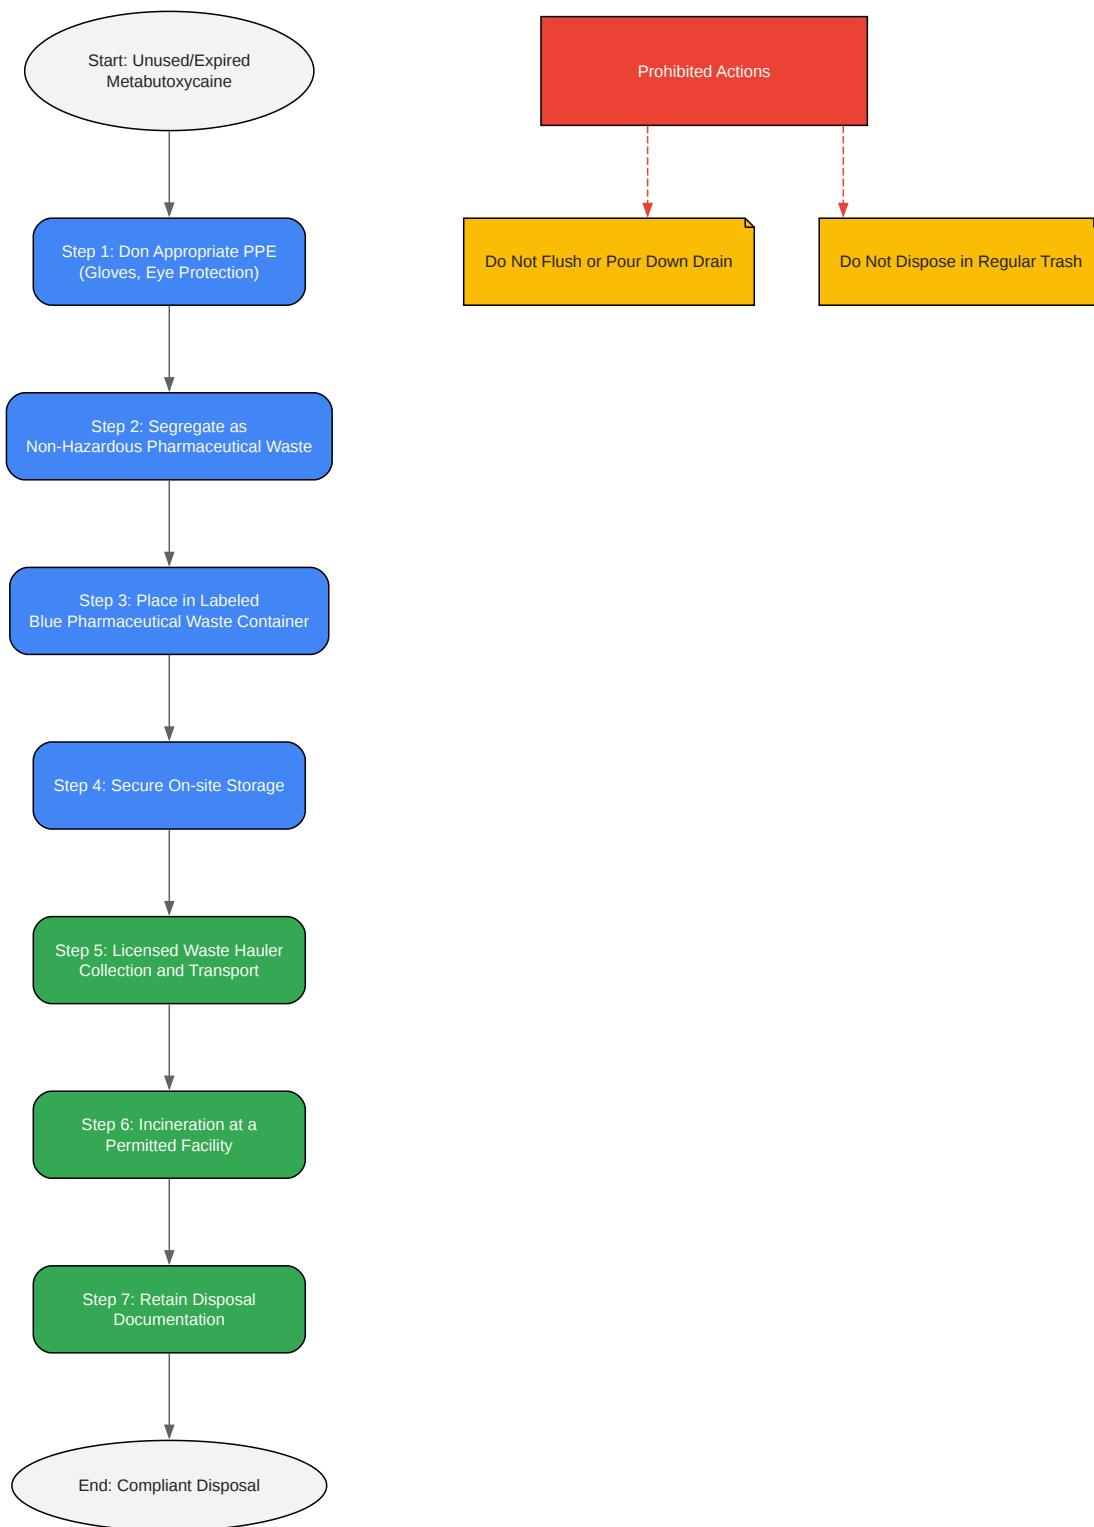 Start: Unused/Expired
Metabutoxycaine
Prohibited Actions
Step 1: Don Appropriate PPE
(Gloves, Eye Protection)
Do Not Flush or Pour Down Drain
Do Not Dispose in Regular Trash
Step 2: Segregate as
Non-Hazardous Pharmaceutical Waste
Step 3: Place in Labeled
Blue Pharmaceutical Waste Container
Step 4: Secure On-site Storage
Step 5: Licensed Waste Hauler
Collection and Transport
Step 6: Incineration at a
Permitted Facility
Step 7: Retain Disposal
Documentation
End: Compliant Disposal